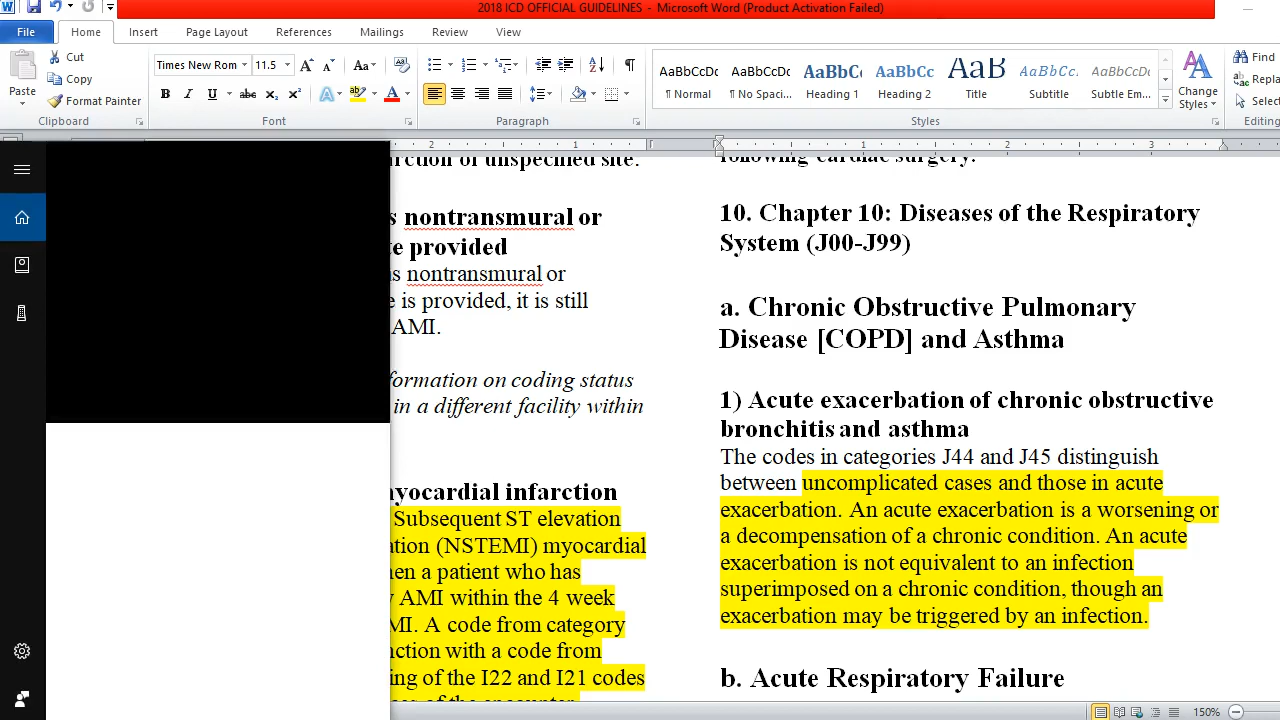 2018 ICD OFFICIAL GUIDELINES - Microsoft Word (Product Activation Failed)
File Home Insert Page Layout References Mailings Review View
Paste
Cut
Copy
Format Painter
Times New Rom 11.5
AaBbCcDc AaBbCcDc AaBbCc AaBbCc AaB AaBbCc. AaBbCcDc
¶ Normal ¶ No Spaci... Heading 1 Heading 2 Title Subtitle Subtle Em...
Change Styles
Find
Clipboard Font Paragraph Styles Editing
of unspecified site.
nontransmural or
provided
nontransmural or
is provided, it is still
AMI.
on coding status
in a different facility within
infarction
Subsequent ST elevation
(NSTEMI) myocardial
a patient who has
AMI within the 4 week
A code from category
with a code from
of the I22 and I21 codes
following cardiac surgery.
10. Chapter 10: Diseases of the Respiratory
System (J00-J99)
a. Chronic Obstructive Pulmonary
Disease [COPD] and Asthma
1) Acute exacerbation of chronic obstructive
bronchitis and asthma
The codes in categories J44 and J45 distinguish
between uncomplicated cases and those in acute
exacerbation. An acute exacerbation is a worsening or
a decompensation of a chronic condition. An acute
exacerbation is not equivalent to an infection
superimposed on a chronic condition, though an
exacerbation may be triggered by an infection.
b. Acute Respiratory Failure
150%